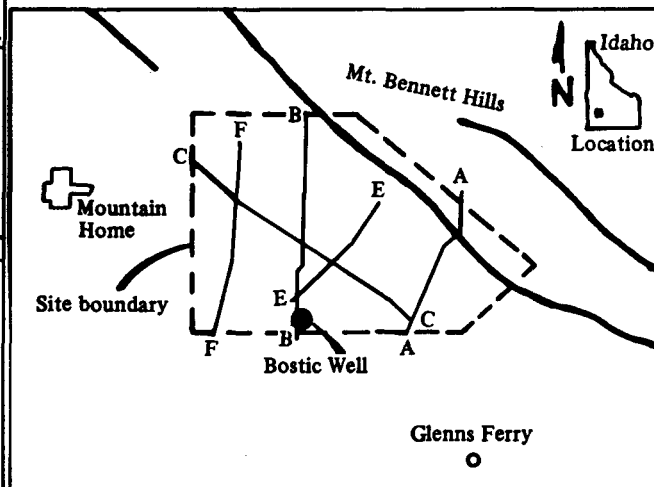 Idaho
N
Location
Mt. Bennett Hills
B
F
C
A
E
Mountain
Home
Site boundary
E
C
B
F
A
Bostic Well
Glenns Ferry